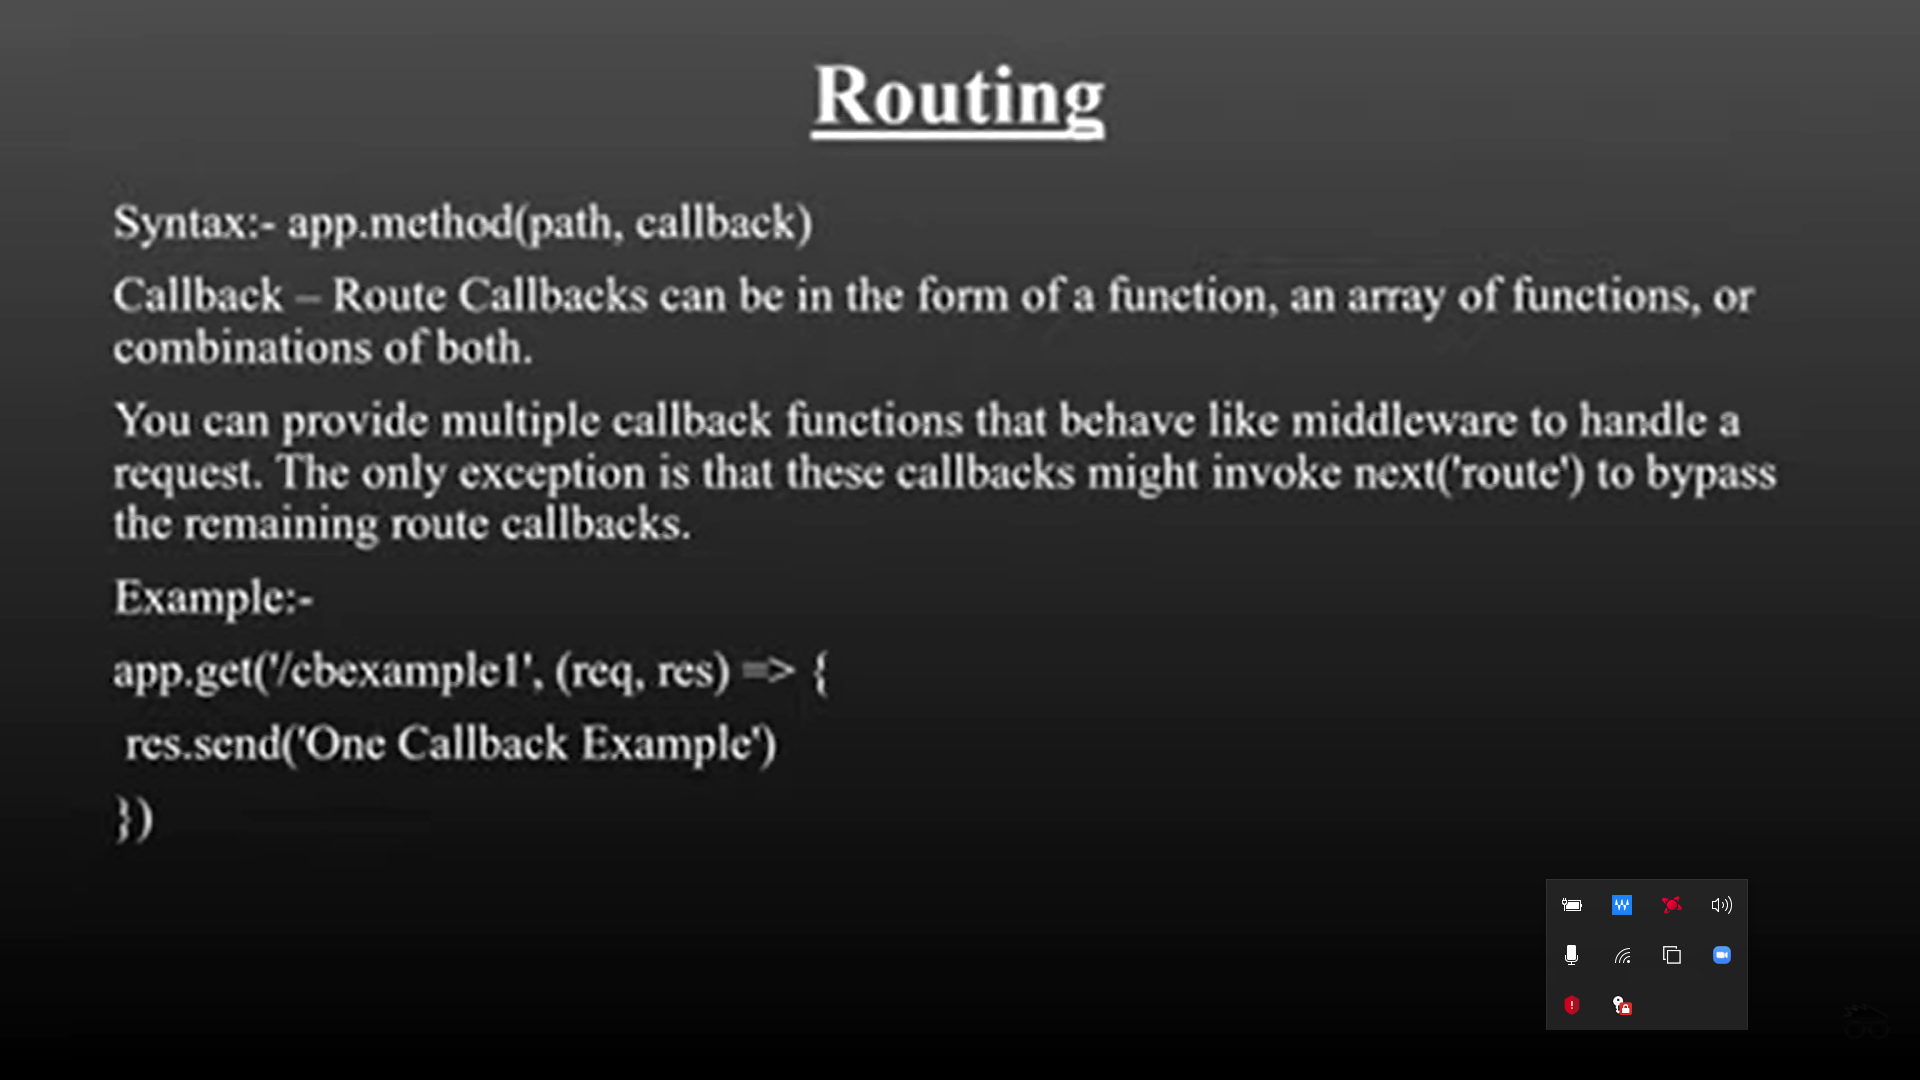 Routing
Syntax:- app.method(path, callback)
Callback – Route Callbacks can be in the form of a function, an array of functions, or
combinations of both.
You can provide multiple callback functions that behave like middleware to handle a
request. The only exception is that these callbacks might invoke next('route') to bypass
the remaining route callbacks.
Example:-
app.get('/cbexample1', (req, res) => {
res.send('One Callback Example')
})